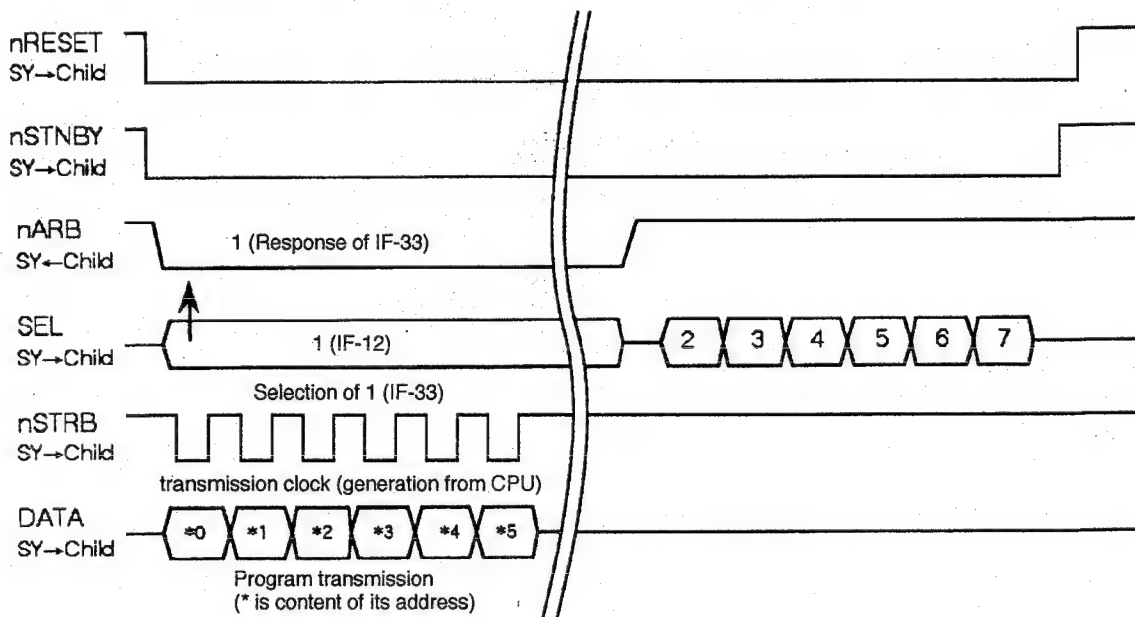 nRESET
SY→Child
nSTNBY
SY→Child
nARB
SY←Child
1 (Response of IF-33)
SEL
SY→Child
1 (IF-12)
2 3 4 5 6 7
Selection of 1 (IF-33)
nSTRB
SY→Child
transmission clock (generation from CPU)
DATA
SY→Child
*0 *1 *2 *3 *4 *5
Program transmission
(* is content of its address)